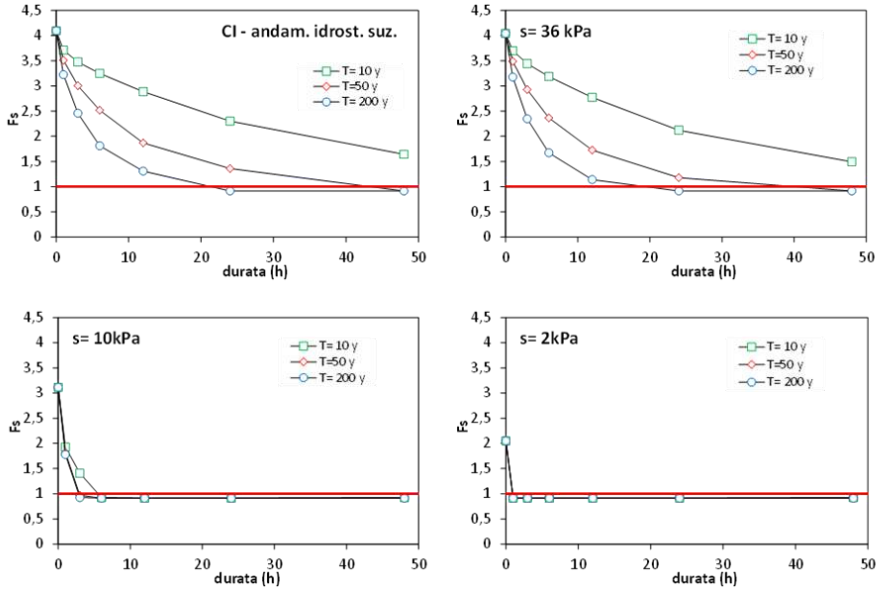 CI - andam. idrost. suz.
T= 10 y
T=50 y
T= 200 y
4,5
4
3,5
3
2,5
2
1,5
1
0,5
0
Fs
0 10 20 30 40 50
durata (h)
s= 36 kPa
T= 10 y
T=50 y
T= 200 y
4,5
4
3,5
3
2,5
2
1,5
1
0,5
0
Fs
0 10 20 30 40 50
durata (h)
s= 10kPa
T= 10 y
T=50 y
T= 200 y
4,5
4
3,5
3
2,5
2
1,5
1
0,5
0
Fs
0 10 20 30 40 50
durata (h)
s= 2kPa
T= 10 y
T=50 y
T= 200 y
4,5
4
3,5
3
2,5
2
1,5
1
0,5
0
Fs
0 10 20 30 40 50
durata (h)